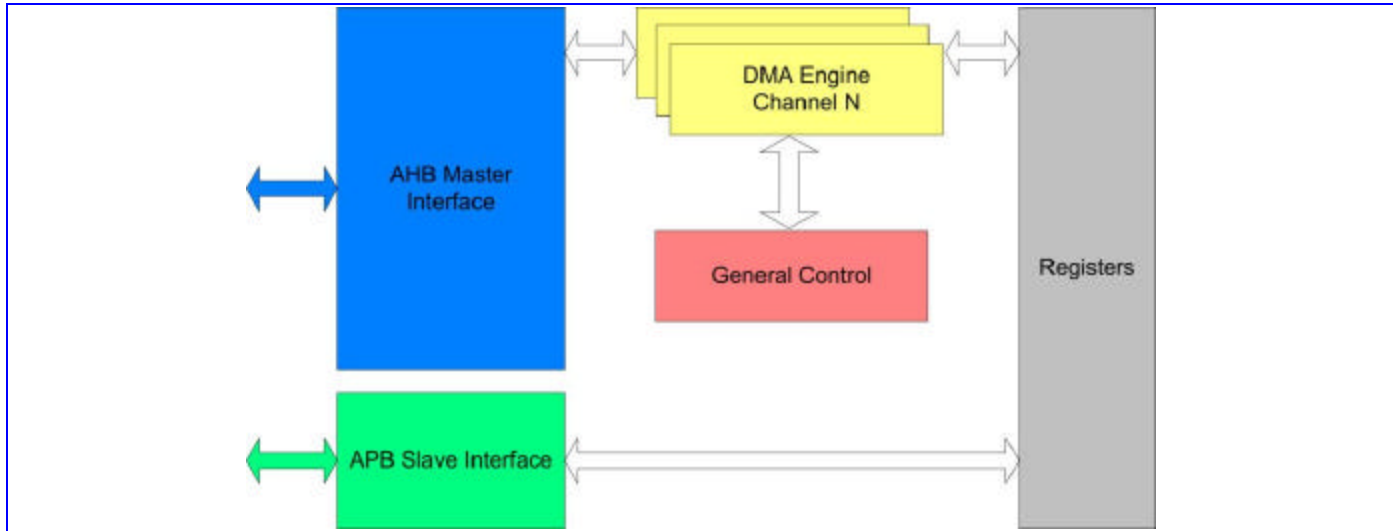 DMA Engine
Channel N
AHB Master
Interface
General Control
Registers
APB Slave Interface